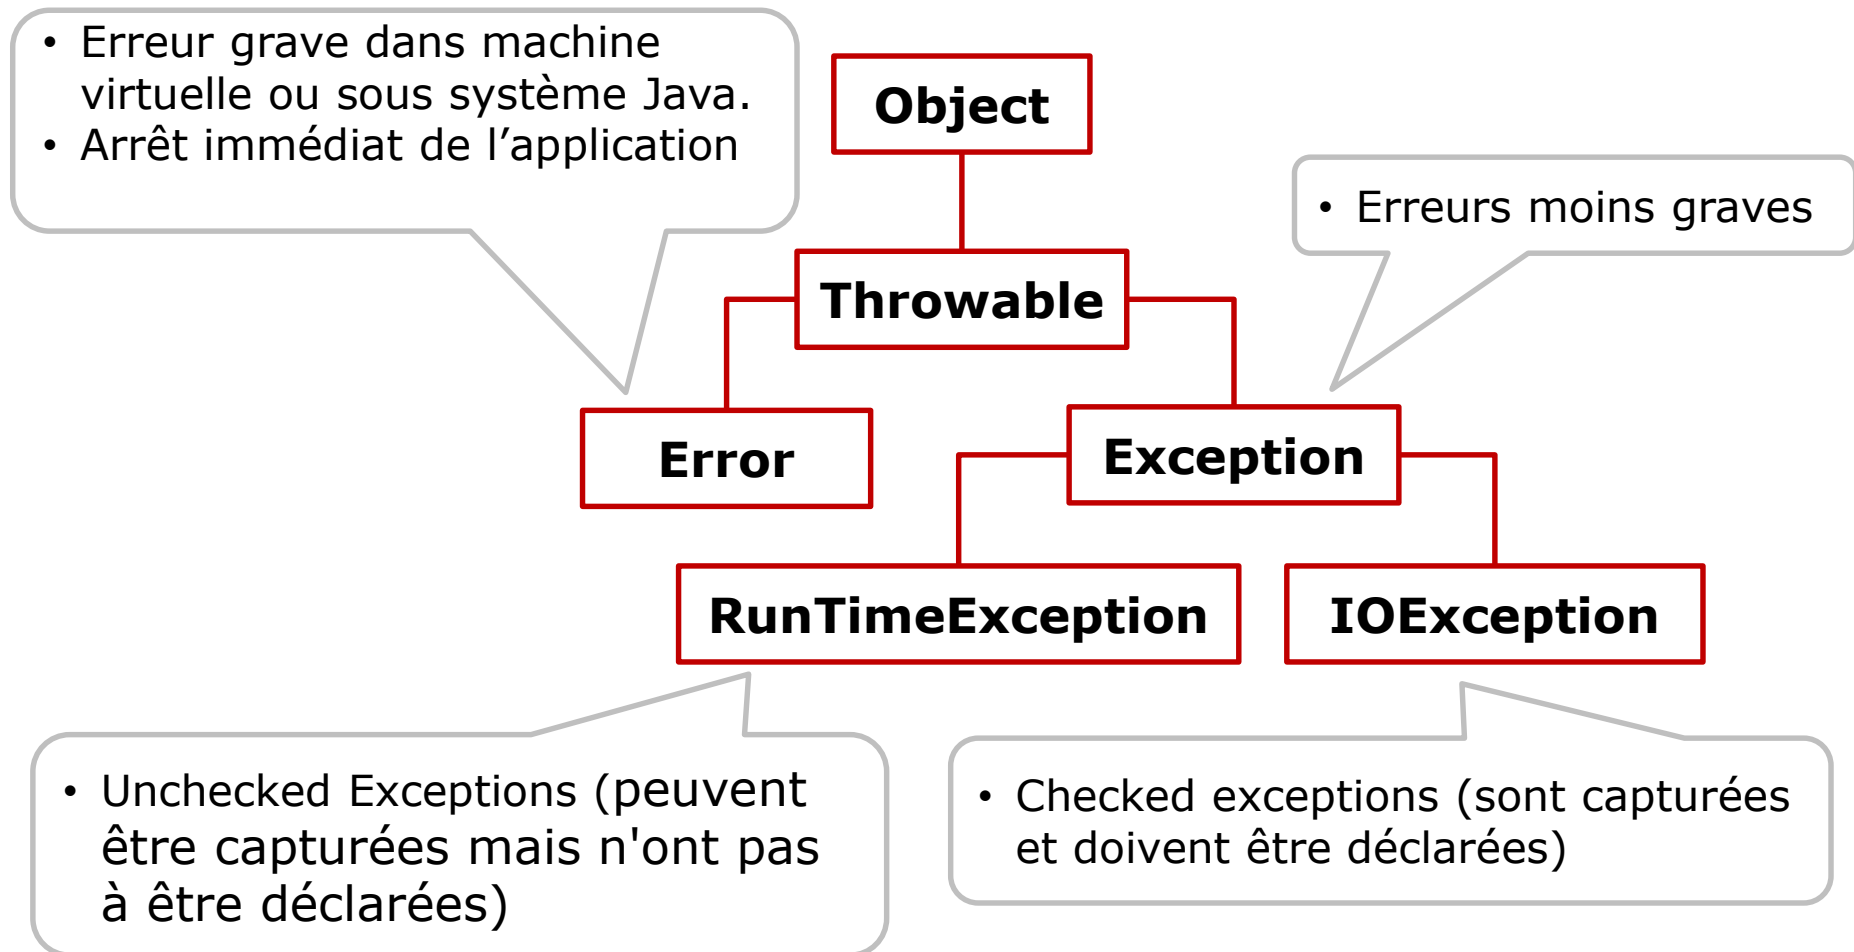 • Erreur grave dans machine
virtuelle ou sous système Java.
• Arrêt immédiat de l’application
Object
• Erreurs moins graves
Throwable
Error
Exception
RunTimeException
IOException
• Unchecked Exceptions (peuvent
être capturées mais n'ont pas
à être déclarées)
• Checked exceptions (sont capturées
et doivent être déclarées)